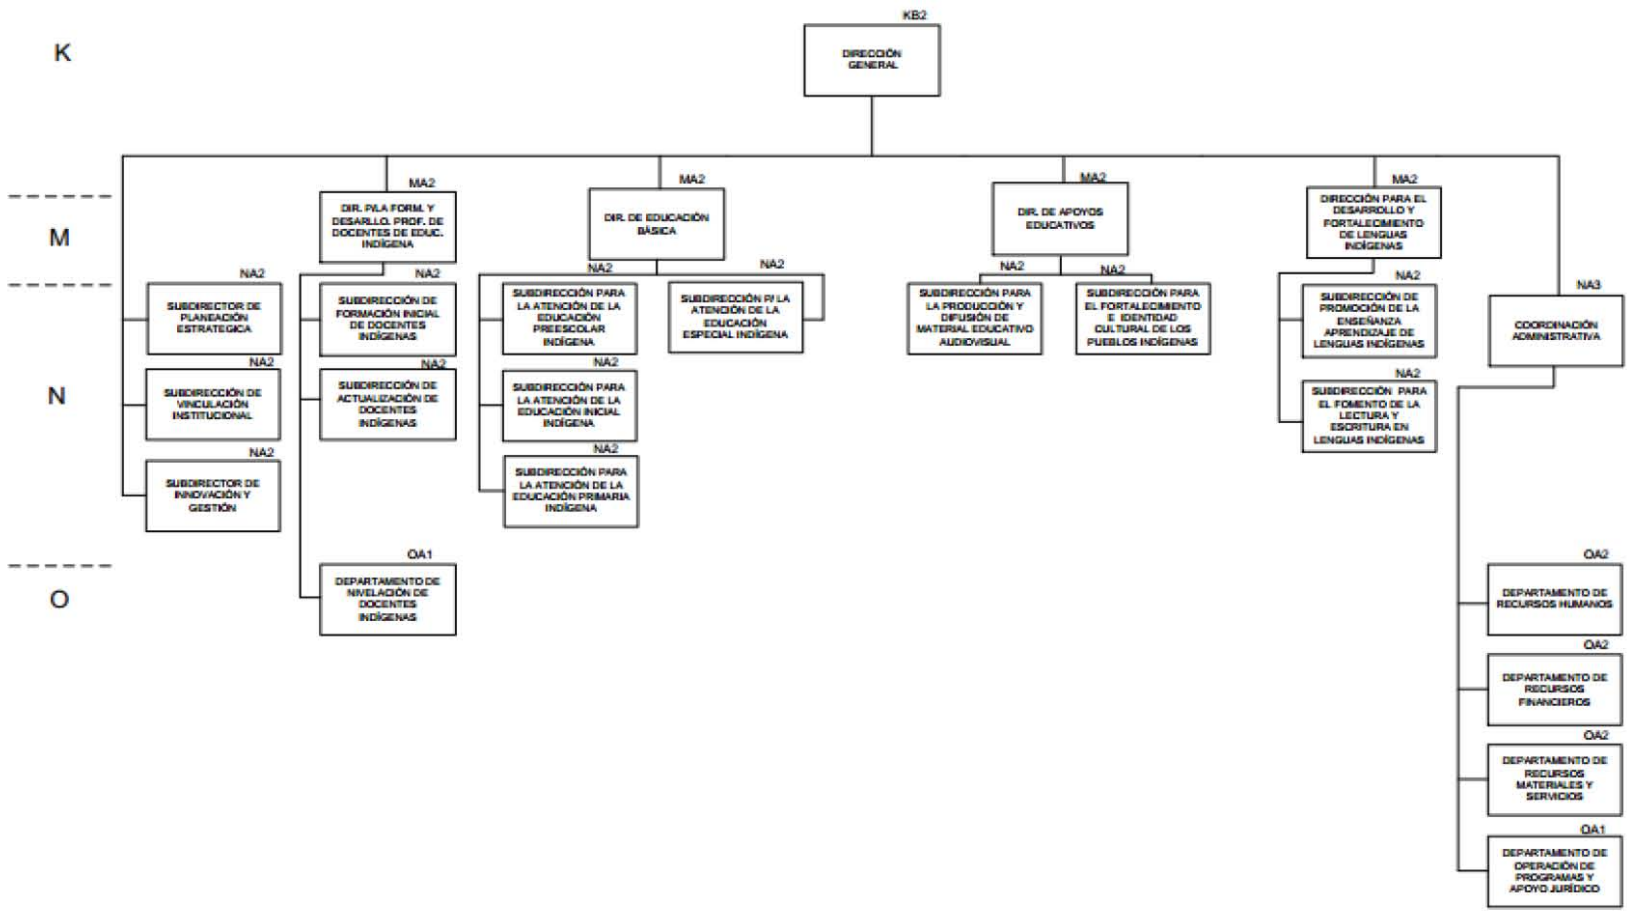 K
KB2
DIRECCIÓN
GENERAL
M
MA2
DIR. P/LA FORM. Y
DESARLLO. PROF. DE
DOCENTES DE EDUC.
INDÍGENA
MA2
DIR. DE EDUCACIÓN
BÁSICA
MA2
DIR. DE APOYOS
EDUCATIVOS
MA2
DIRECCIÓN PARA EL
DESARROLLO Y
FORTALECIMIENTO
DE LENGUAS
INDÍGENAS
N
NA2
SUBDIRECTOR DE
PLANEACIÓN
ESTRATEGICA
NA2
SUBDIRECCIÓN DE
VINCULACIÓN
INSTITUCIONAL
NA2
SUBDIRECTOR DE
INNOVACIÓN Y
GESTIÓN
NA2
SUBDIRECCIÓN DE
FORMACIÓN INICIAL
DE DOCENTES
INDÍGENAS
NA2
SUBDIRECCIÓN DE
ACTUALIZACIÓN DE
DOCENTES
INDÍGENAS
NA2
SUBDIRECCIÓN PARA
LA ATENCIÓN DE LA
EDUCACIÓN
PREESCOLAR
INDÍGENA
NA2
SUBDIRECCIÓN P/ LA
ATENCIÓN DE LA
EDUCACIÓN
ESPECIAL INDÍGENA
NA2
SUBDIRECCIÓN PARA
LA ATENCIÓN DE LA
EDUCACIÓN INICIAL
INDÍGENA
NA2
SUBDIRECCIÓN PARA
LA ATENCIÓN DE LA
EDUCACIÓN PRIMARIA
INDÍGENA
NA2
SUBDIRECCIÓN PARA
LA PRODUCCIÓN Y
DIFUSIÓN DE
MATERIAL EDUCATIVO
AUDIOVISUAL
NA2
SUBDIRECCIÓN PARA
EL FORTALECIMIENTO
E IDENTIDAD
CULTURAL DE LOS
PUEBLOS INDÍGENAS
NA2
SUBDIRECCIÓN DE
PROMOCIÓN DE LA
ENSEÑANZA
APRENDIZAJE DE
LENGUAS INDÍGENAS
NA2
SUBDIRECCIÓN PARA
EL FOMENTO DE LA
LECTURA Y
ESCRITURA EN
LENGUAS INDÍGENAS
NA3
COORDINACIÓN
ADMINISTRATIVA
O
OA1
DEPARTAMENTO DE
NIVELACIÓN DE
DOCENTES
INDÍGENAS
OA2
DEPARTAMENTO DE
RECURSOS HUMANOS
OA2
DEPARTAMENTO DE
RECURSOS
FINANCIEROS
OA2
DEPARTAMENTO DE
RECURSOS
MATERIALES Y
SERVICIOS
OA1
DEPARTAMENTO DE
OPERACIÓN DE
PROGRAMAS Y
APOYO JURÍDICO